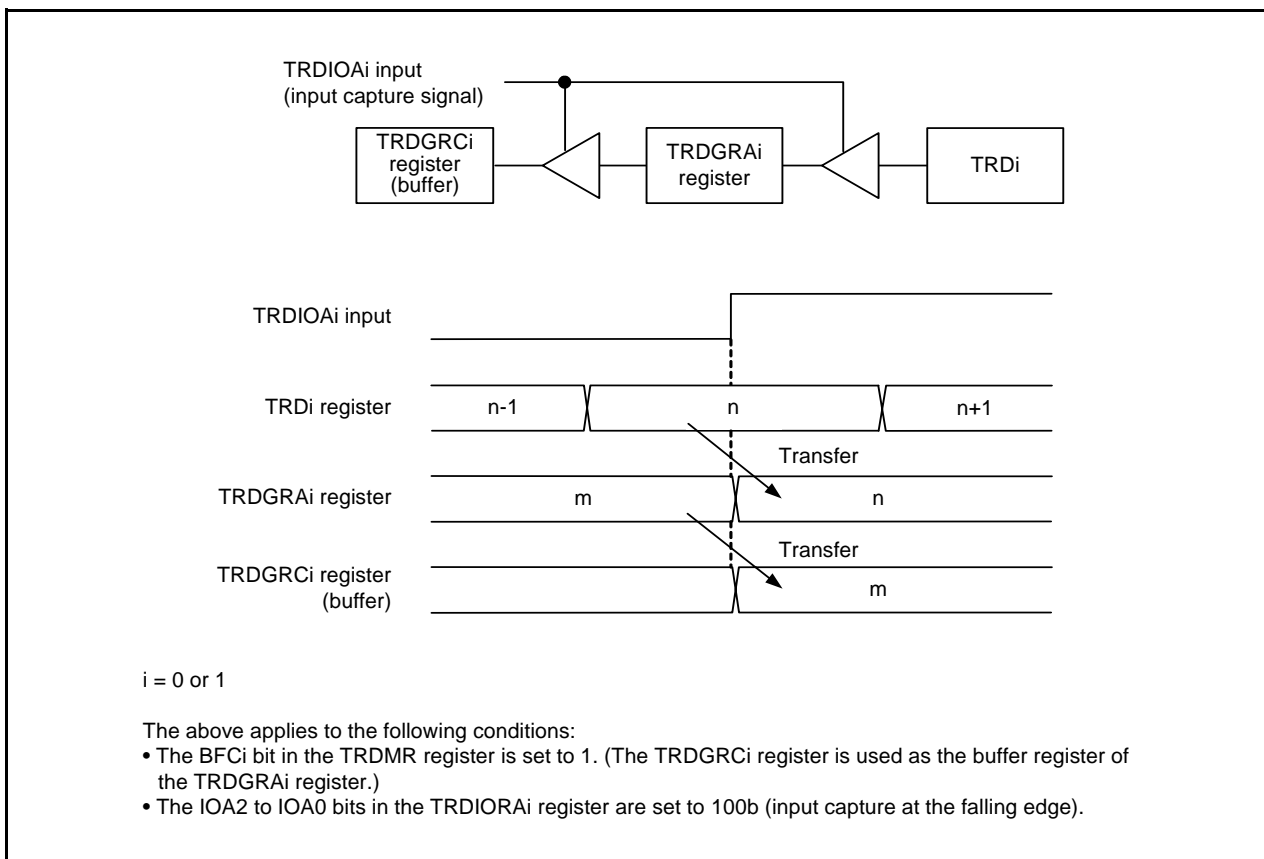 TRDIOAi input
(input capture signal)
TRDGRCi
register
(buffer)
TRDGRAi
register
TRDi
TRDIOAi input
TRDi register
n-1
n
n+1
Transfer
TRDGRAi register
m
n
Transfer
TRDGRCi register
(buffer)
m
i = 0 or 1
The above applies to the following conditions:
• The BFCi bit in the TRDMR register is set to 1. (The TRDGRCi register is used as the buffer register of
the TRDGRAi register.)
• The IOA2 to IOA0 bits in the TRDIORAi register are set to 100b (input capture at the falling edge).